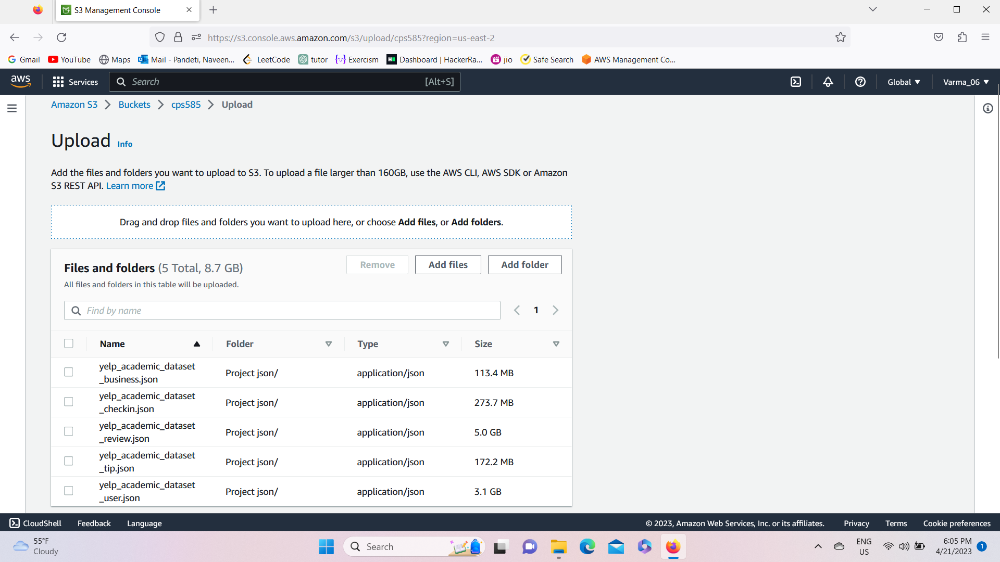 S3 Management Console
https://s3.console.aws.amazon.com/s3/upload/cps585?region=us-east-2
Gmail YouTube Maps Mail - Pandeti, Naveen... LeetCode tutor Exercism Dashboard | HackerRa... jio Safe Search AWS Management Co...
aws Services Search [Alt+S] Global Varma_06
Amazon S3 Buckets cps585 Upload
Upload Info
Add the files and folders you want to upload to S3. To upload a file larger than 160GB, use the AWS CLI, AWS SDK or Amazon
S3 REST API. Learn more
Drag and drop files and folders you want to upload here, or choose Add files, or Add folders.
Files and folders (5 Total, 8.7 GB) Remove Add files Add folder
All files and folders in this table will be uploaded.
Find by name 1
Name Folder Type Size
yelp_academic_dataset
_business.json Project json/ application/json 113.4 MB
yelp_academic_dataset
_checkin.json Project json/ application/json 273.7 MB
yelp_academic_dataset
_review.json Project json/ application/json 5.0 GB
yelp_academic_dataset
_tip.json Project json/ application/json 172.2 MB
yelp_academic_dataset
_user.json Project json/ application/json 3.1 GB
CloudShell Feedback Language © 2023, Amazon Web Services, Inc. or its affiliates. Privacy Terms Cookie preferences
55°F
Cloudy
Search
ENG
US
6:05 PM
4/21/2023
1